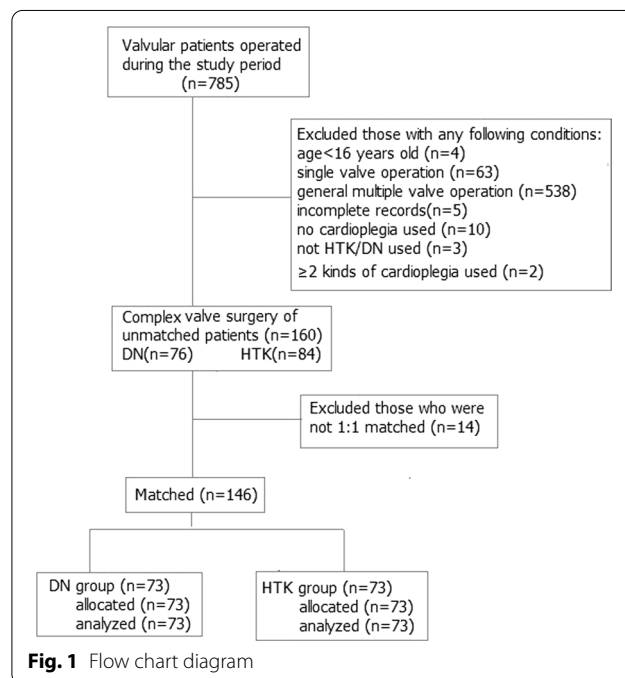 Valvular patients operated
during the study period
(n=785)
Excluded those with any following conditions:
age<16 years old (n=4)
single valve operation (n=63)
general multiple valve operation (n=538)
incomplete records(n=5)
no cardioplegia used (n=10)
not HTK/DN used (n=3)
≥2 kinds of cardioplegia used (n=2)
Complex valve surgery of
unmatched patients (n=160)
DN(n=76) HTK(n=84)
Excluded those who were
not 1:1 matched (n=14)
Matched (n=146)
DN group (n=73)
allocated (n=73)
analyzed (n=73)
HTK group (n=73)
allocated (n=73)
analyzed (n=73)
Fig. 1 Flow chart diagram